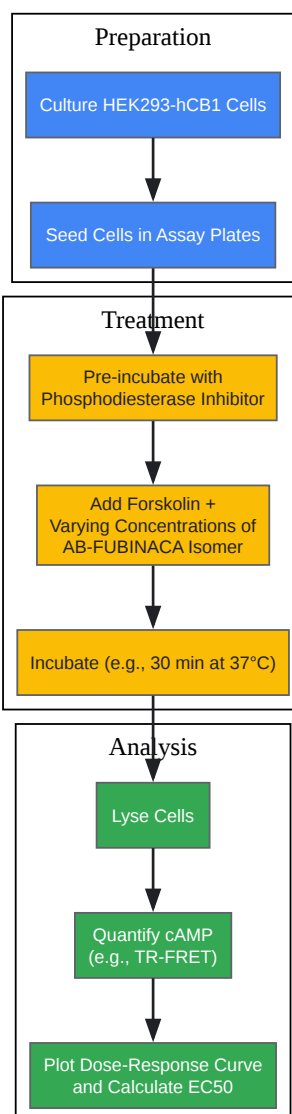 Preparation
Culture HEK293-hCB1 Cells
Seed Cells in Assay Plates
Treatment
Pre-incubate with
Phosphodiesterase Inhibitor
Add Forskolin +
Varying Concentrations of
AB-FUBINACA Isomer
Incubate (e.g., 30 min at 37°C)
Analysis
Lyse Cells
Quantify cAMP
(e.g., TR-FRET)
Plot Dose-Response Curve
and Calculate EC50